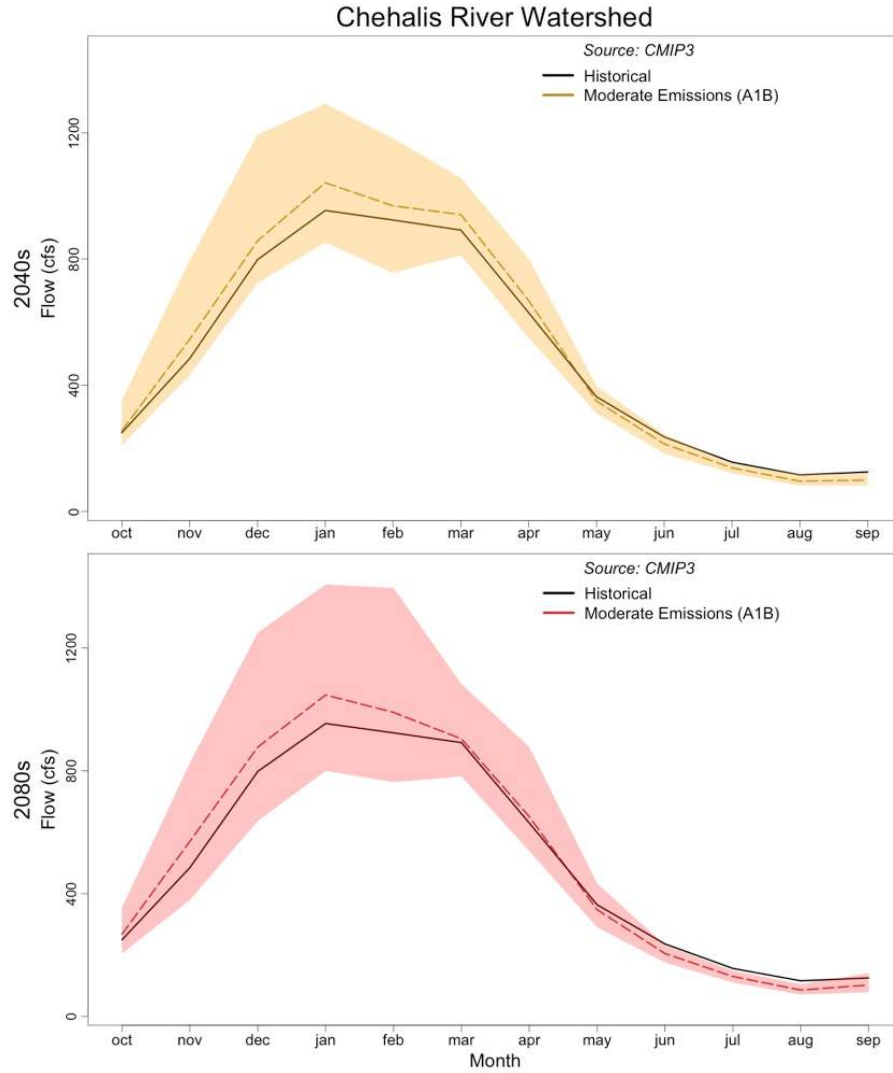 Chehalis River Watershed
Source: CMIP3
Historical
Moderate Emissions (A1B)
2040s
Flow (cfs)
1200
800
400
0
oct nov dec jan feb mar apr may jun jul aug sep
Source: CMIP3
Historical
Moderate Emissions (A1B)
2080s
Flow (cfs)
1200
800
400
0
oct nov dec jan feb mar apr may jun jul aug sep
Month